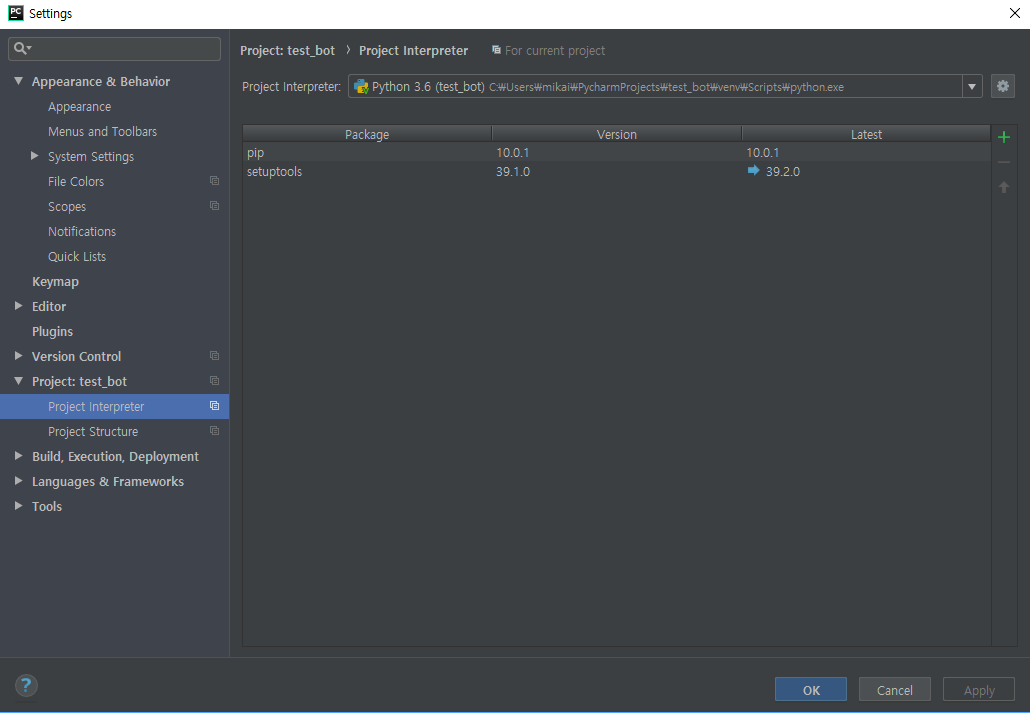 PC Settings
Project: test_bot › Project Interpreter For current project
Project Interpreter: Python 3.6 (test_bot) C:₩Users₩mikai₩PycharmProjects₩test_bot₩venv₩Scripts₩python.exe
Appearance & Behavior
Appearance
Menus and Toolbars
System Settings
File Colors
Scopes
Notifications
Quick Lists
Keymap
Editor
Plugins
Version Control
Project: test_bot
Project Interpreter
Project Structure
Build, Execution, Deployment
Languages & Frameworks
Tools
Package Version Latest
pip 10.0.1 10.0.1
setuptools 39.1.0 39.2.0
?
OK Cancel Apply